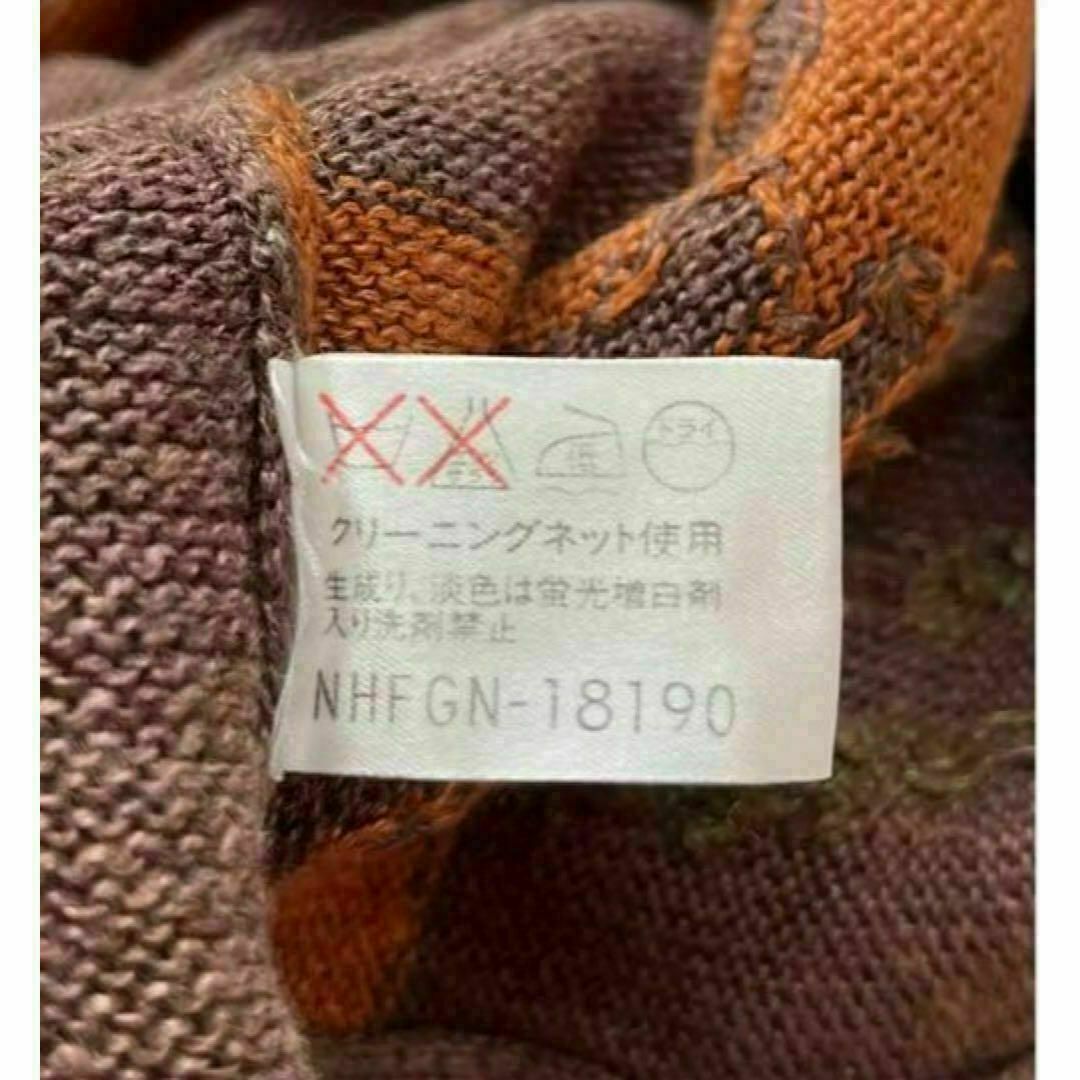 ドライ
クリーニングネット使用
生成り、淡色は蛍光増白剤
入り洗剤禁止
NHFGN-18190